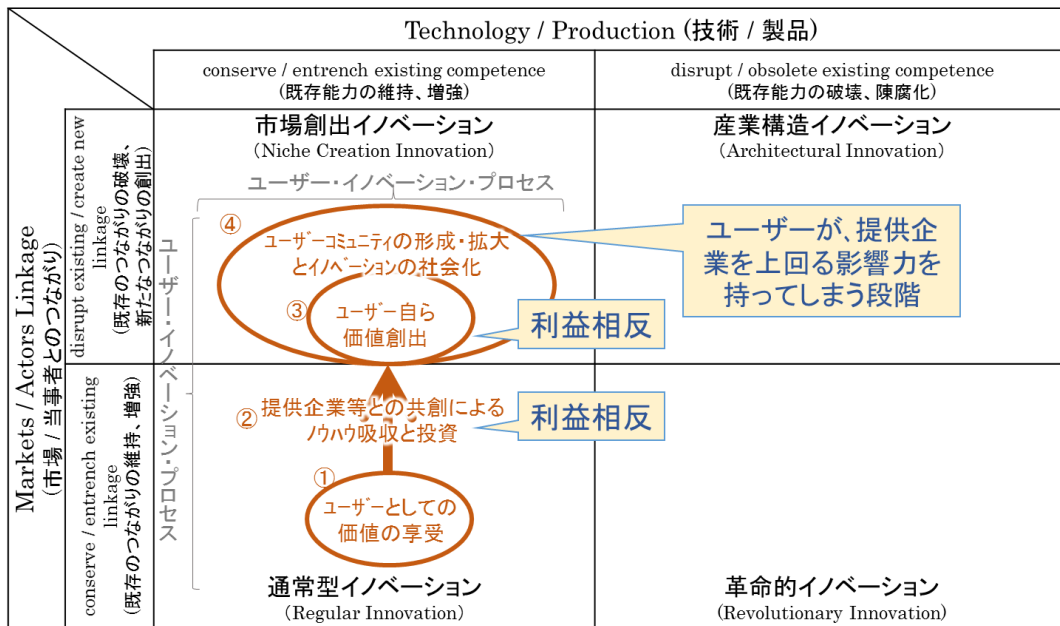 Technology / Production (技術 / 製品)
conserve / entrench existing competence
(既存能力の維持、増強)
disrupt / obsolete existing competence
(既存能力の破壊、陳腐化)
Markets / Actors Linkage
(市場 / 当事者とのつながり)
disrupt existing / create new
linkage
(既存のつながりの破壊、
新たなつながりの創出)
市場創出イノベーション
(Niche Creation Innovation)
産業構造イノベーション
(Architectural Innovation)
ユーザー・イノベーション・プロセス
ユーザー・イノベーション・プロセス
④
ユーザーコミュニティの形成・拡大
とイノベーションの社会化
ユーザーが、提供企
業を上回る影響力を
持ってしまう段階
③
ユーザー自ら
価値創出
利益相反
conserve / entrench existing
linkage
(既存のつながりの維持、増強)
②
提供企業等との共創による
ノウハウ吸収と投資
利益相反
①
ユーザーとしての
価値の享受
通常型イノベーション
(Regular Innovation)
革命的イノベーション
(Revolutionary Innovation)